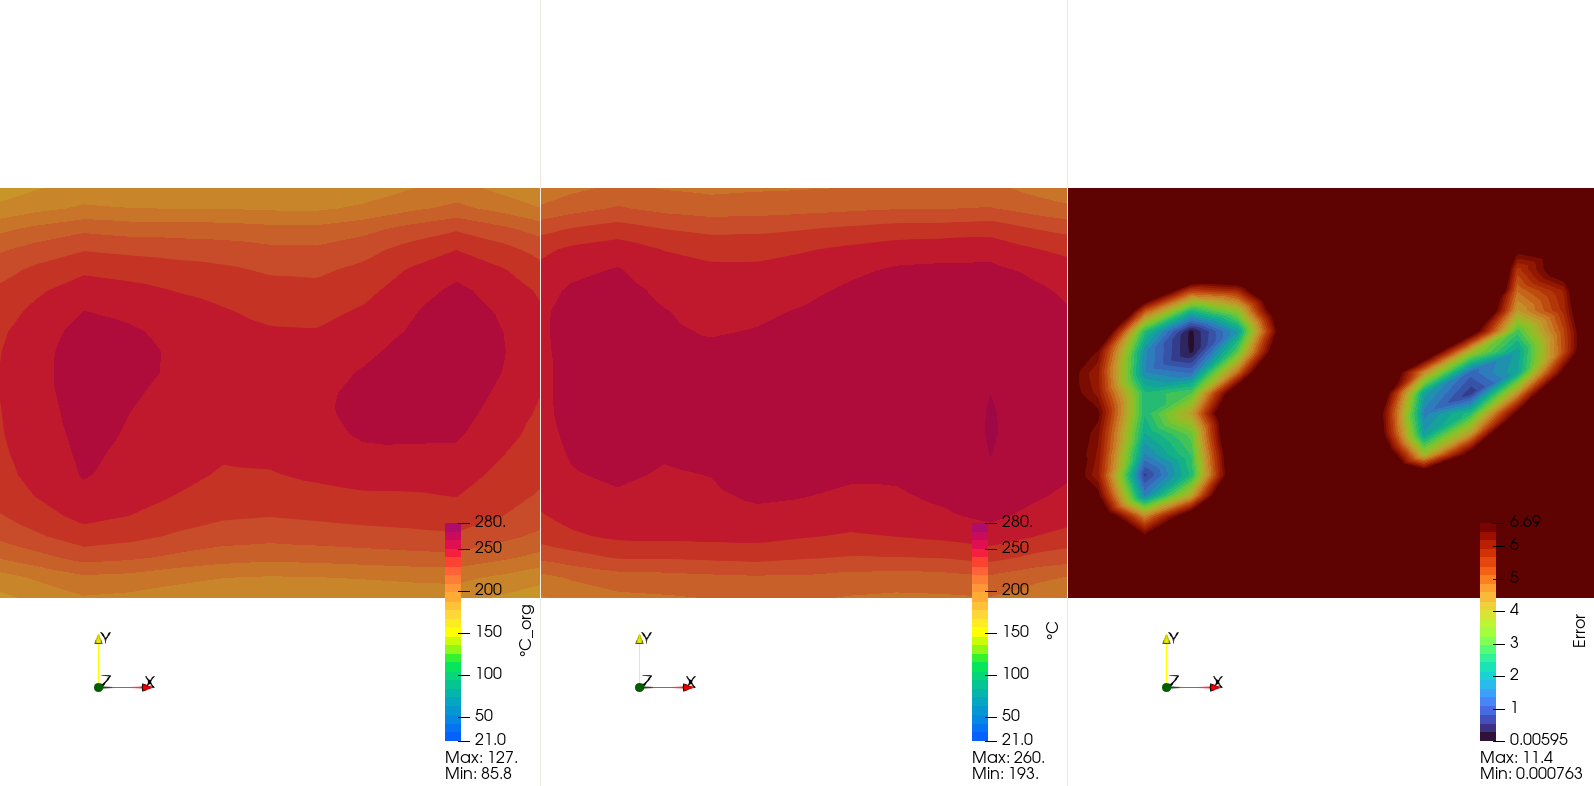 280.
250
200
150
100
50
21.0
°C_org
Max: 127.
Min: 85.8
Y
Z
X
280.
250
200
150
100
50
21.0
°C
Max: 260.
Min: 193.
Y
Z
X
6.69
6
5
4
3
2
1
0.00595
Error
Max: 11.4
Min: 0.000763
Y
Z
X